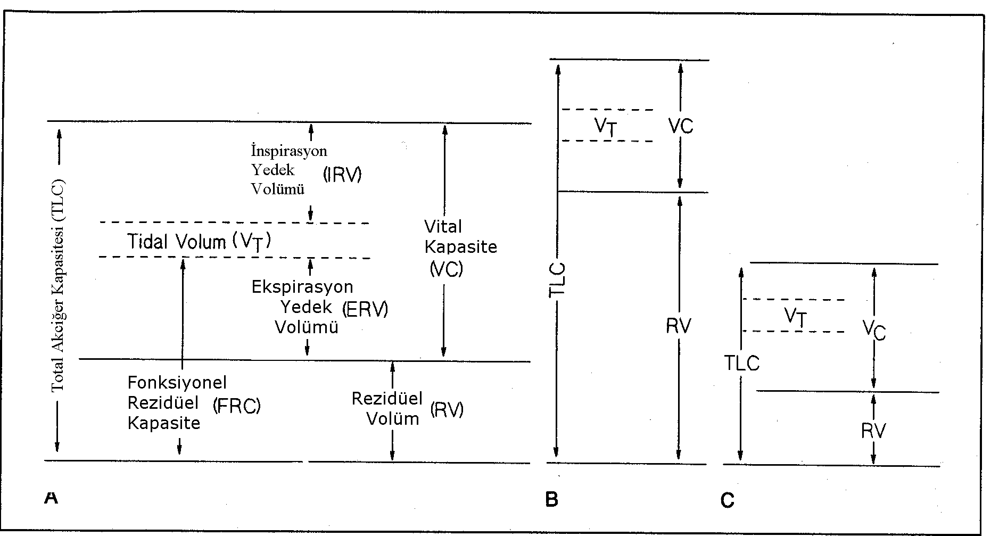 Total Akciğer Kapasitesi (TLC)
İnspirasyon
Yedek (IRV)
Volümü
Tidal Volum (VT)
Ekspirasyon
Yedek (ERV)
Volümü
Vital
Kapasite
(VC)
Fonksiyonel
Rezidüel (FRC)
Kapasite
Rezidüel
Volüm (RV)
A
TLC
VT
VC
RV
B
TLC
VT
VC
RV
C